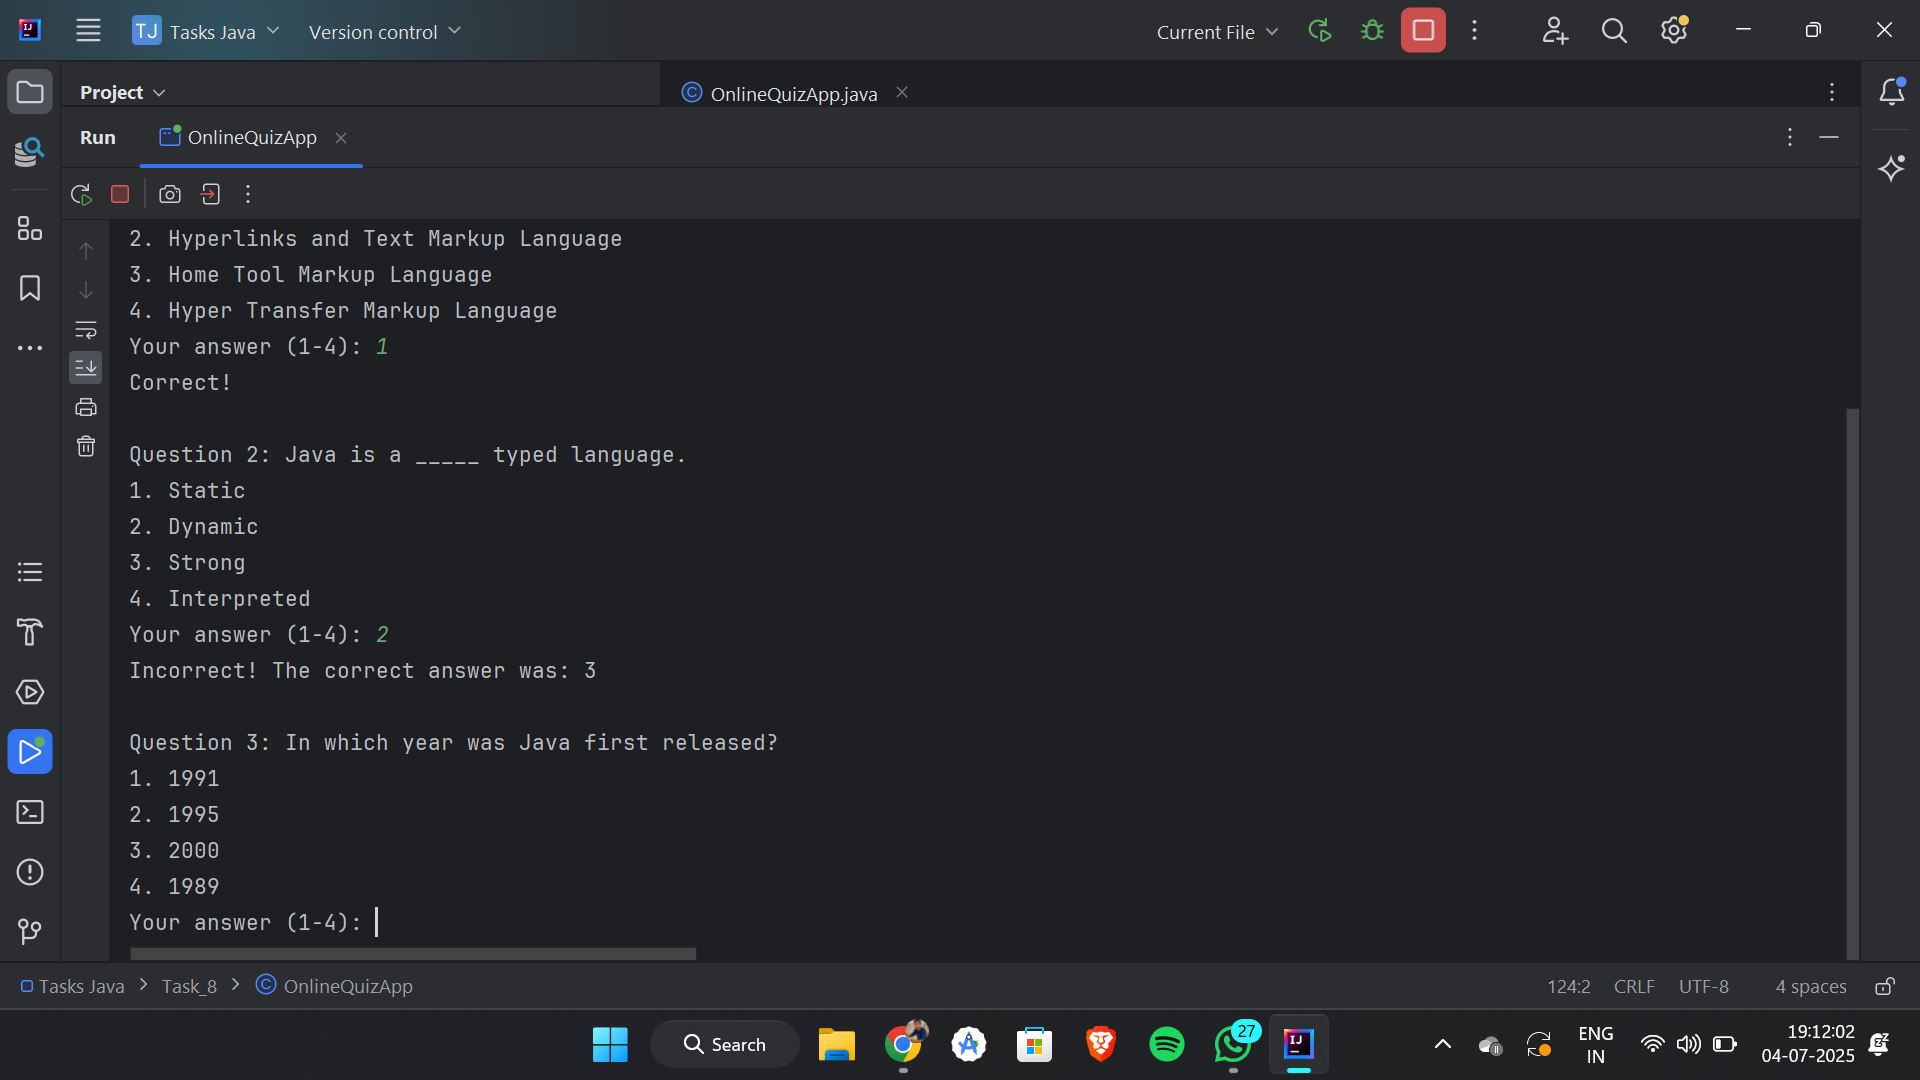 TJ Tasks Java Version control Current File
Project OnlineQuizApp.java
Run OnlineQuizApp
2. Hyperlinks and Text Markup Language
3. Home Tool Markup Language
4. Hyper Transfer Markup Language
Your answer (1-4): 1
Correct!
Question 2: Java is a _____ typed language.
1. Static
2. Dynamic
3. Strong
4. Interpreted
Your answer (1-4): 2
Incorrect! The correct answer was: 3
Question 3: In which year was Java first released?
1. 1991
2. 1995
3. 2000
4. 1989
Your answer (1-4):
Tasks Java > Task_8 > OnlineQuizApp 124:2 CRLF UTF-8 4 spaces
Search 27 IJ ENG IN 19:12:02
04-07-2025